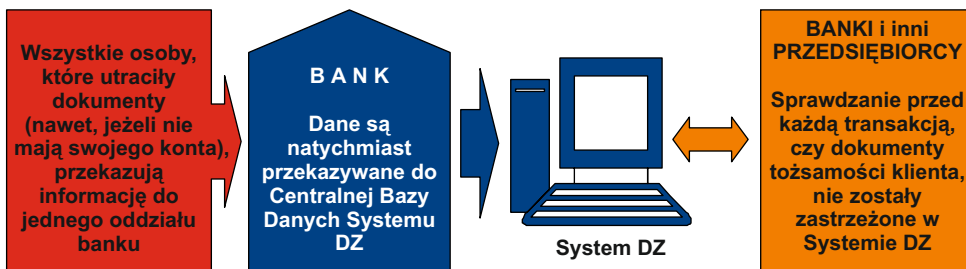 Wszystkie osoby,
które utraciły
dokumenty
(nawet, jeżeli nie
mają swojego konta),
przekazują
informację do
jednego oddziału
banku
B A N K
Dane są
natychmiast
przekazywane do
Centralnej Bazy
Danych Systemu
DZ
System DZ
BANKI i inni
PRZEDSIĘBIORCY
Sprawdzanie przed
każdą transakcją,
czy dokumenty
tożsamości klienta,
nie zostały
zastrzeżone w
Systemie DZ